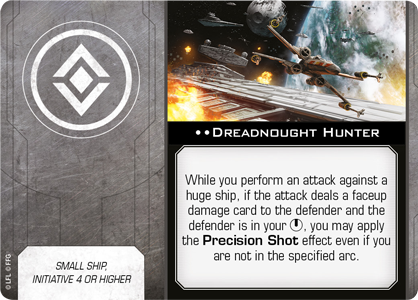 ••Dreadnought Hunter
While you perform an attack against a
huge ship, if the attack deals a faceup
damage card to the defender and the
defender is in your , you may apply
the Precision Shot effect even if you
are not in the specified arc.
SMALL SHIP,
INITIATIVE 4 OR HIGHER
©LFL ©FFG